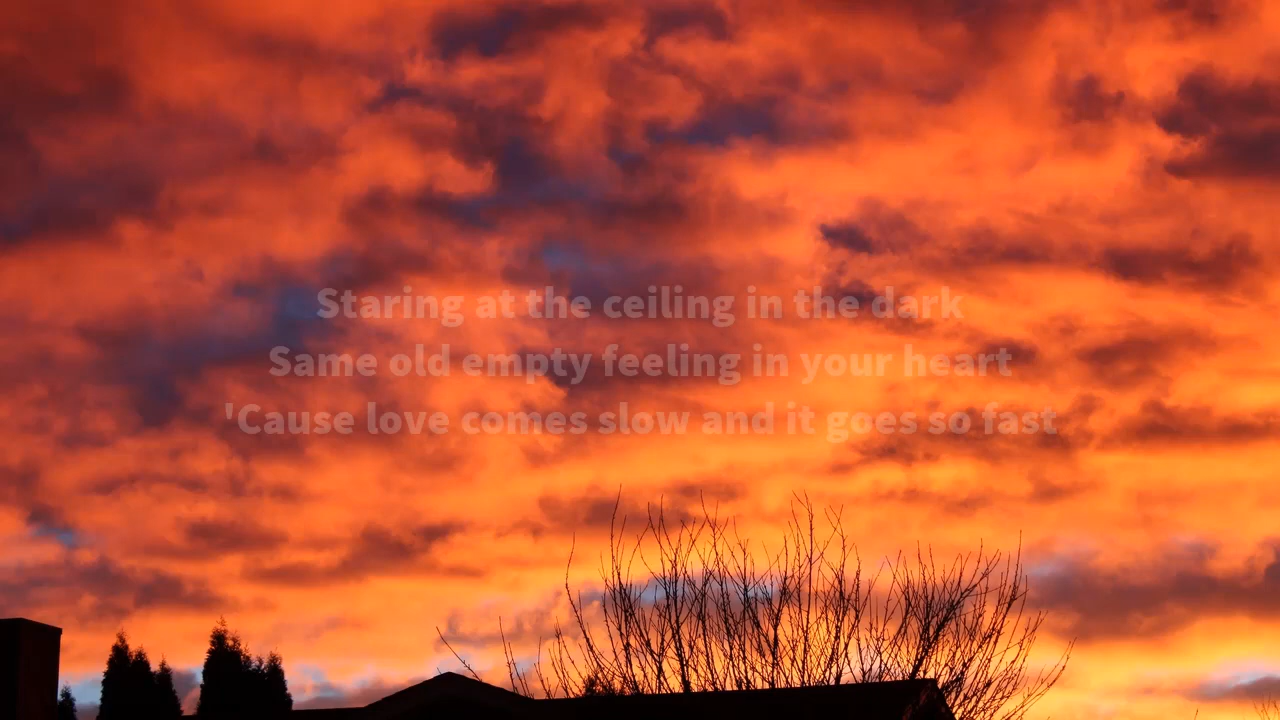 Staring at the ceiling in the dark
Same old empty feeling in your heart
'Cause love comes slow and it goes so fast